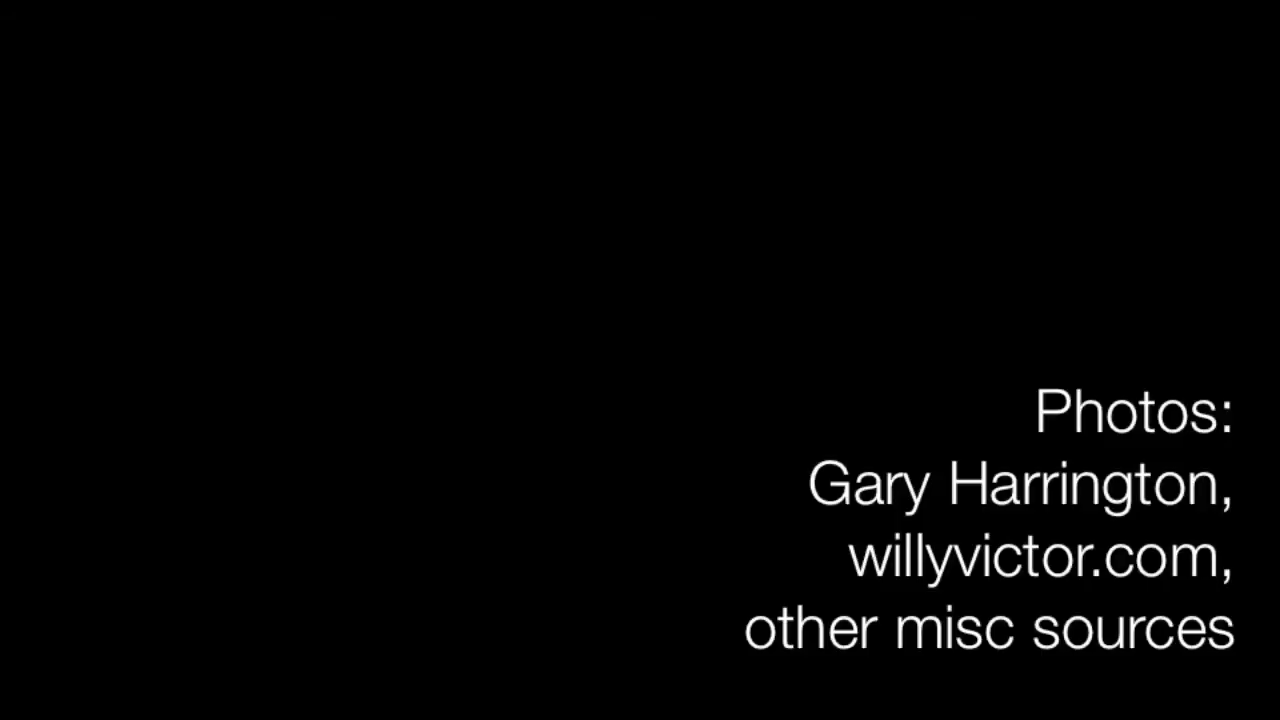 Photos:
Gary Harrington,
willyvictor.com,
other misc sources